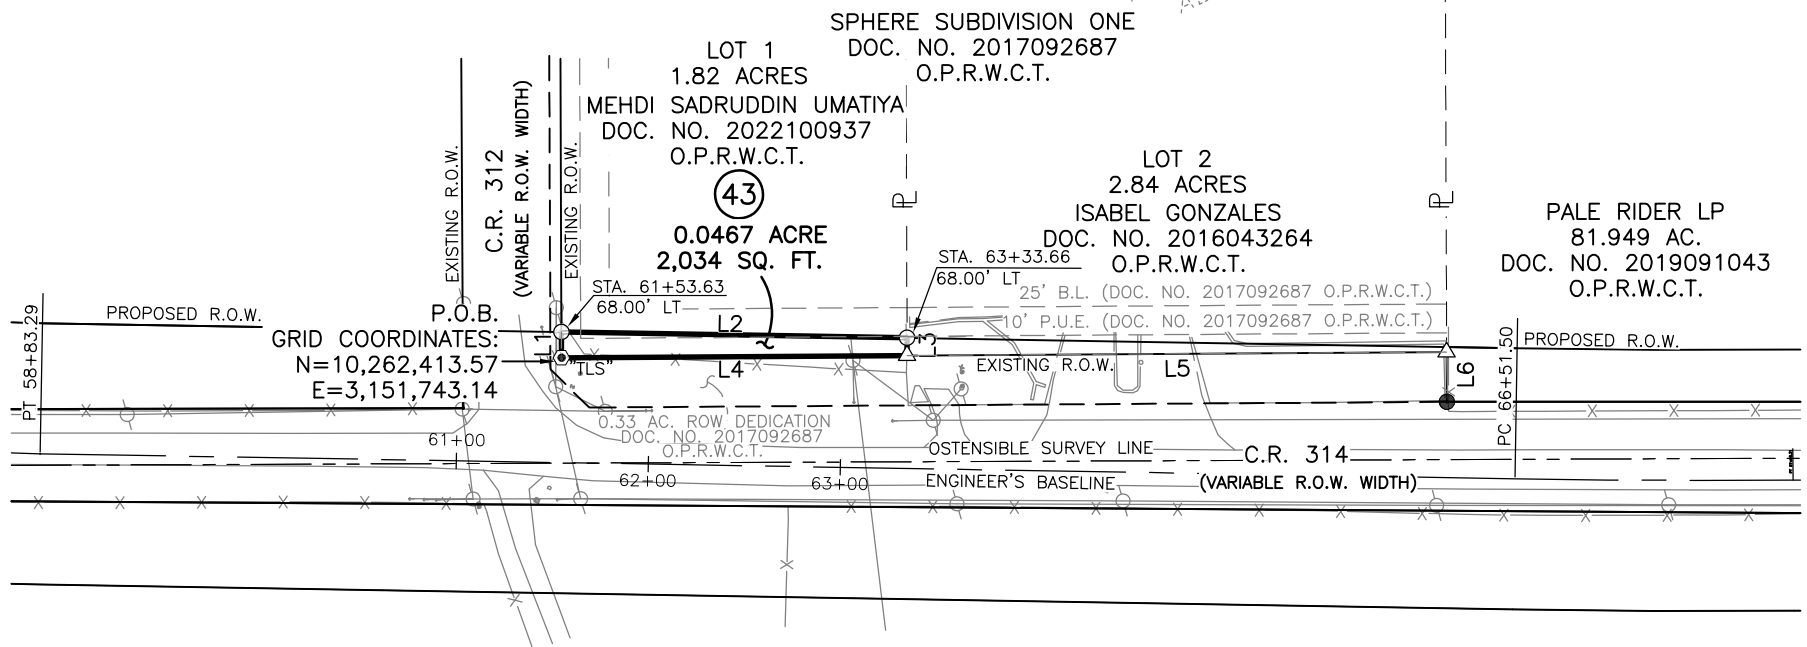 SPHERE SUBDIVISION ONE
DOC. NO. 2017092687
O.P.R.W.C.T.
LOT 1
1.82 ACRES
MEHDI SADRUDDIN UMATIYA
DOC. NO. 2022100937
O.P.R.W.C.T.
43
0.0467 ACRE
2,034 SQ. FT.
EXISTING R.O.W.
C.R. 312
(VARIABLE R.O.W. WIDTH)
EXISTING R.O.W.
PL
LOT 2
2.84 ACRES
ISABEL GONZALES
DOC. NO. 2016043264
O.P.R.W.C.T.
PL
PALE RIDER LP
81.949 AC.
DOC. NO. 2019091043
O.P.R.W.C.T.
STA. 61+53.63
68.00' LT
STA. 63+33.66
68.00' LT
25' B.L. (DOC. NO. 2017092687 O.P.R.W.C.T.)
10' P.U.E. (DOC. NO. 2017092687 O.P.R.W.C.T.)
PT 58+83.29
PROPOSED R.O.W.
P.O.B.
GRID COORDINATES:
N=10,262,413.57
E=3,151,743.14
L1
L2
L3
"TLS"
L4
EXISTING R.O.W.
L5
L6
PC 66+51.50
PROPOSED R.O.W.
0.33 AC. ROW DEDICATION
DOC. NO. 2017092687
O.P.R.W.C.T.
61+00
62+00
63+00
OSTENSIBLE SURVEY LINE
C.R. 314
ENGINEER'S BASELINE
(VARIABLE R.O.W. WIDTH)